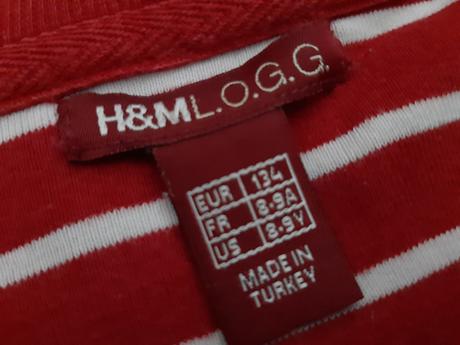 H&M L.O.G.G.
EUR 134
FR 8-9A
US 8-9Y
MADE IN
TURKEY